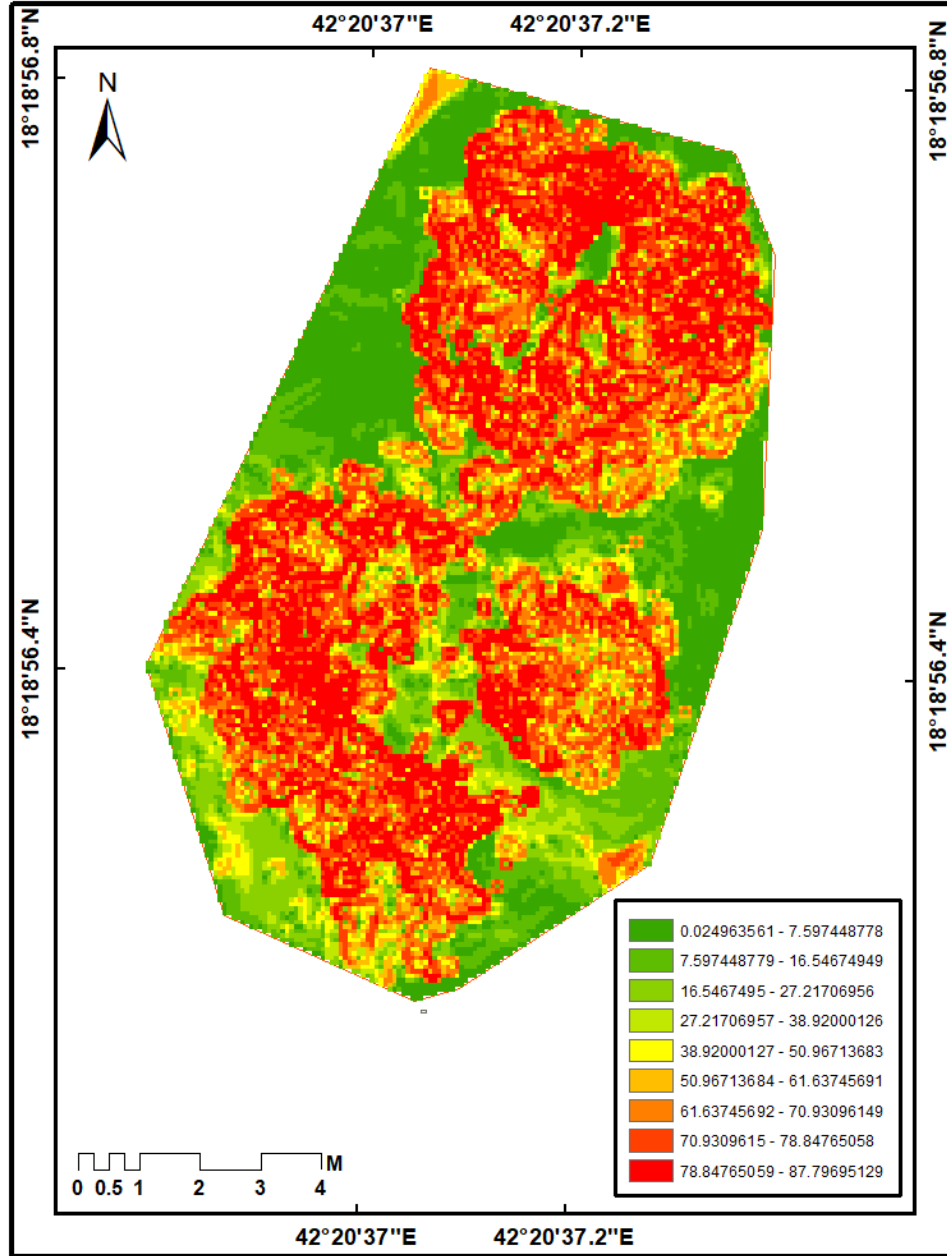 42°20'37"E 42°20'37.2"E
18°18'56.8"N
18°18'56.8"N
N
18°18'56.4"N
18°18'56.4"N
0.024963561 - 7.597448778
7.597448779 - 16.54674949
16.5467495 - 27.21706956
27.21706957 - 38.92000126
38.92000127 - 50.96713683
50.96713684 - 61.63745691
61.63745692 - 70.93096149
70.9309615 - 78.84765058
78.84765059 - 87.79695129
M
0 0.5 1 2 3 4
42°20'37"E 42°20'37.2"E